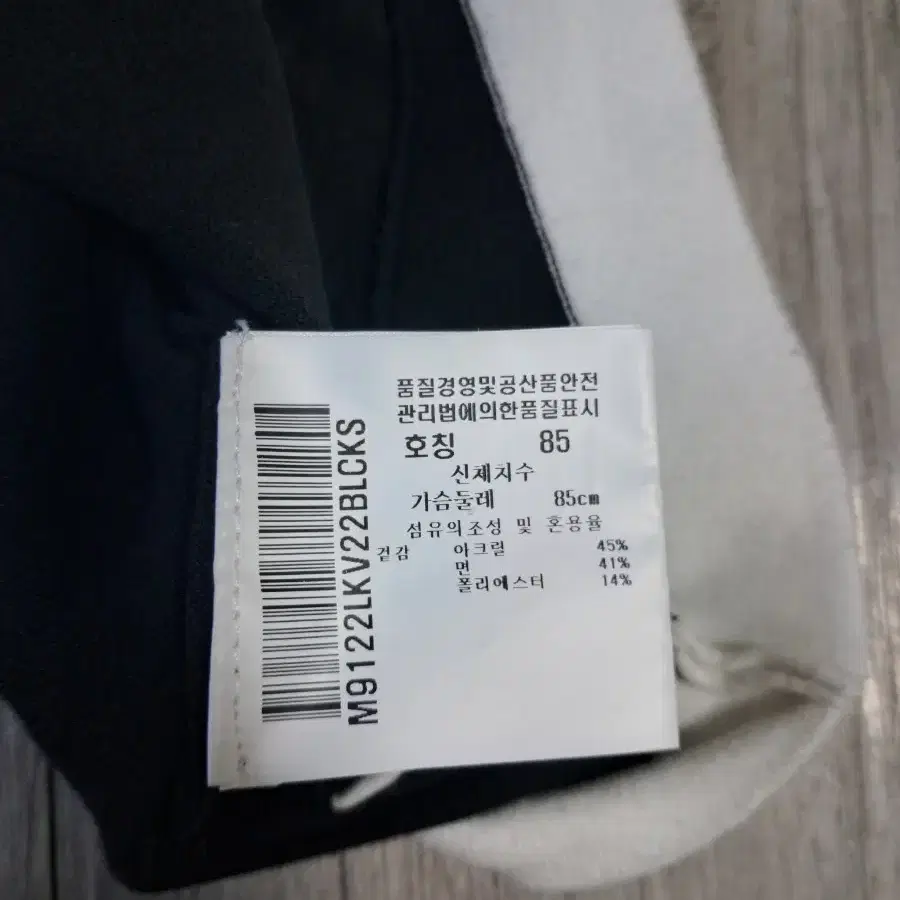 품질경영및공산품안전
관리법에의한품질표시
호칭 85
신체치수
가슴둘레 85cm
섬유의조성 및 혼용율
겉감 아크릴 45%
면 41%
폴리에스터 14%
M9122LKV22BLCKS